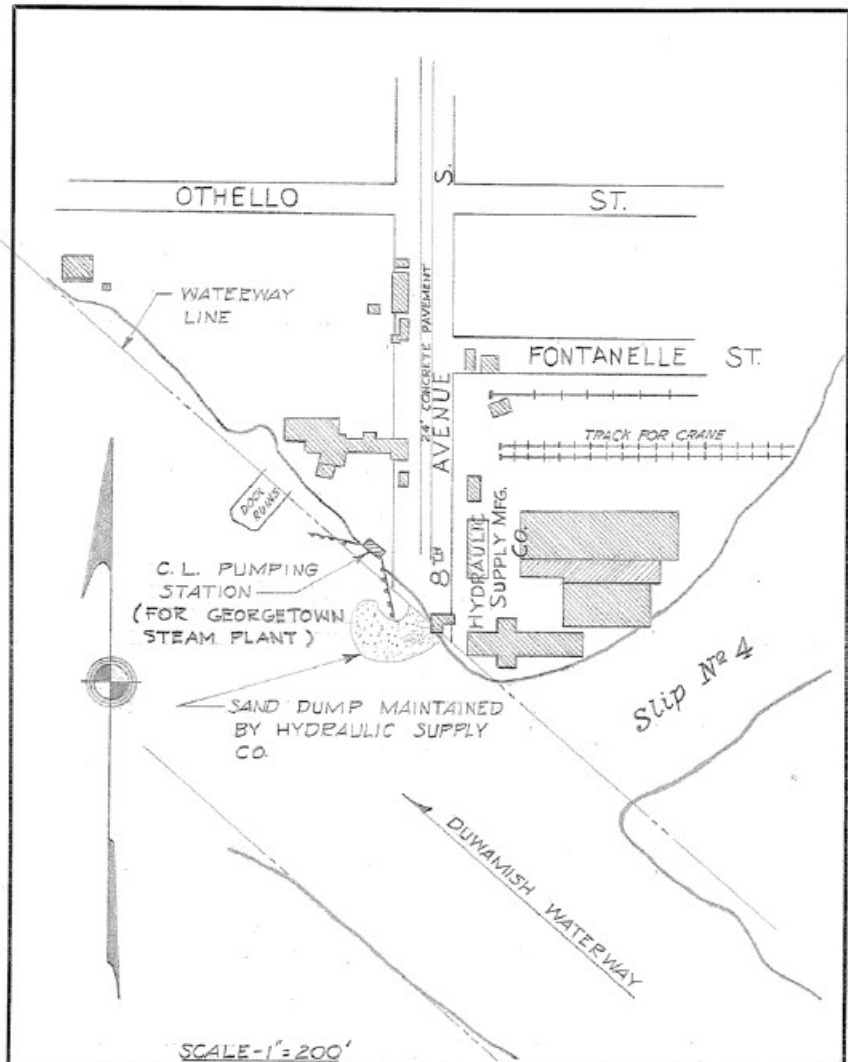 OTHELLO ST.
WATERWAY
LINE
24' CONCRETE PAVEMENT
8TH AVENUE S.
FONTANELLE ST.
TRACK FOR CRANE
DOCK
RUINS
HYDRAULIC
SUPPLY MFG.
CO.
C. L. PUMPING
STATION
(FOR GEORGETOWN
STEAM PLANT)
SAND DUMP MAINTAINED
BY HYDRAULIC SUPPLY
CO.
Slip Nº 4
DUWAMISH WATERWAY
SCALE-1"=200'